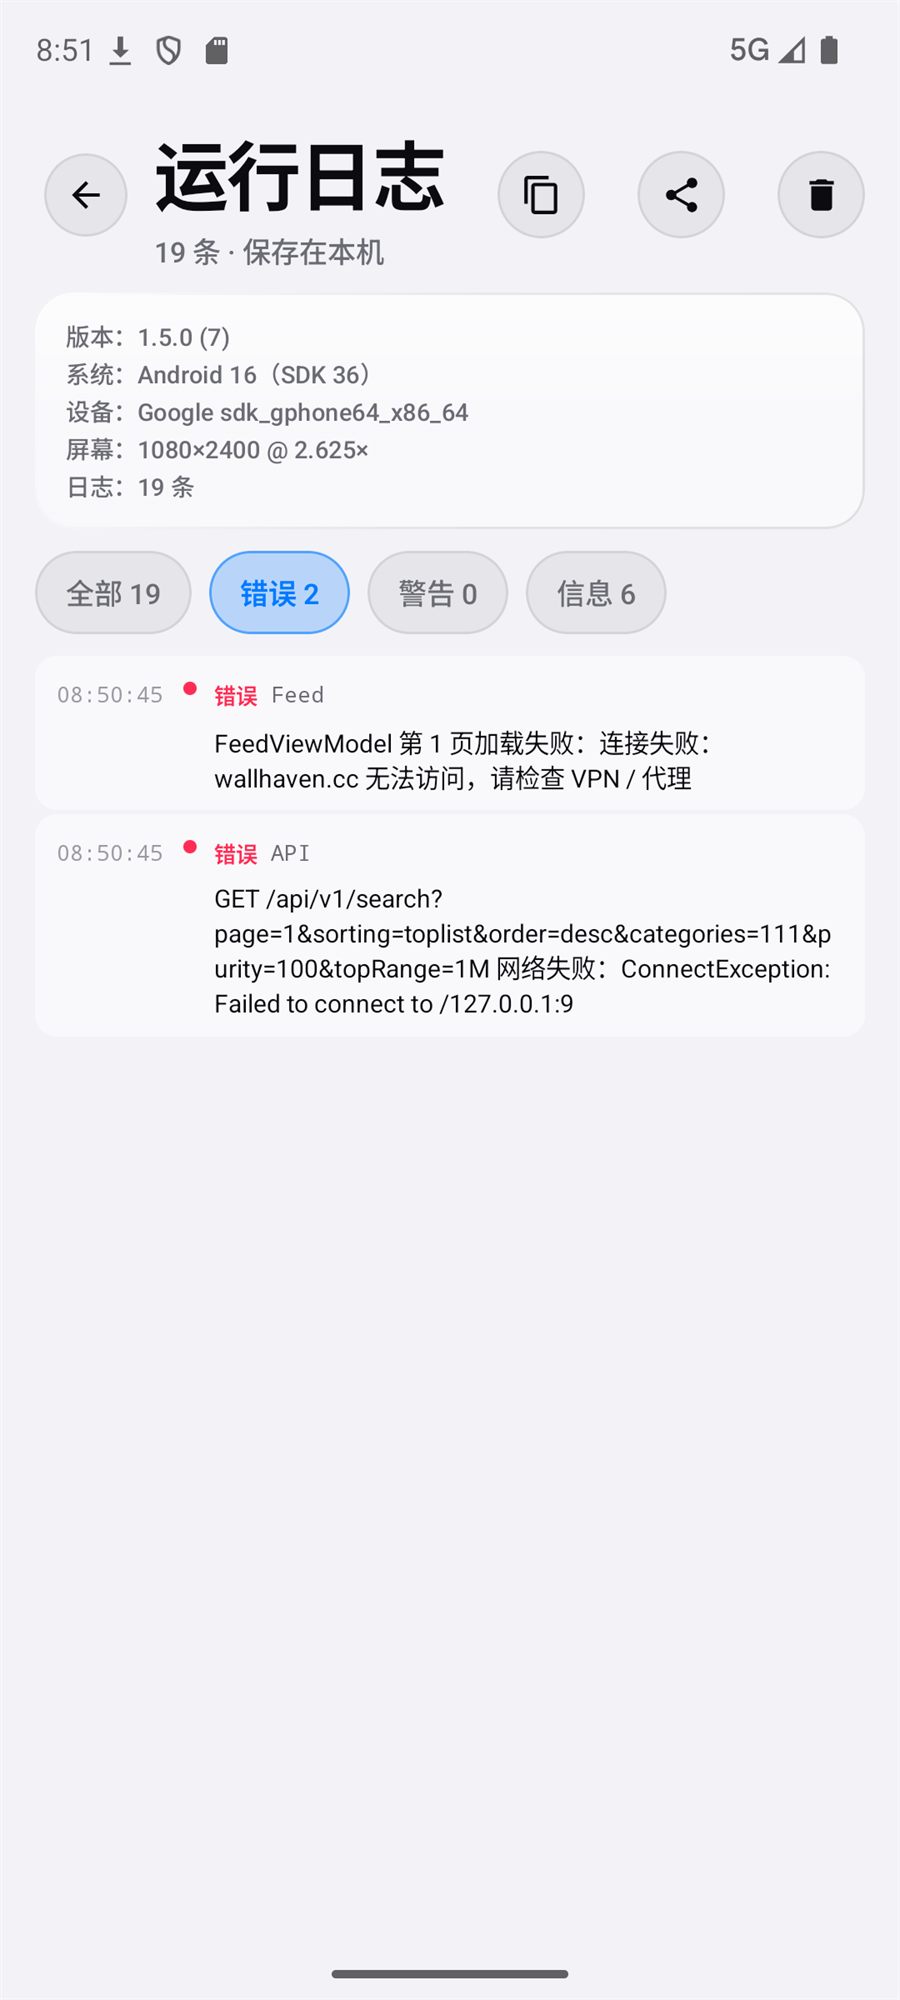 8:51
5G
运行日志
19 条 · 保存在本机
版本：1.5.0 (7)
系统：Android 16（SDK 36）
设备：Google sdk_gphone64_x86_64
屏幕：1080×2400 @ 2.625×
日志：19 条
全部 19 错误 2 警告 0 信息 6
08:50:45 错误 Feed
FeedViewModel 第 1 页加载失败：连接失败：
wallhaven.cc 无法访问，请检查 VPN / 代理
08:50:45 错误 API
GET /api/v1/search?
page=1&sorting=toplist&order=desc&categories=111&p
urity=100&topRange=1M 网络失败：ConnectException:
Failed to connect to /127.0.0.1:9